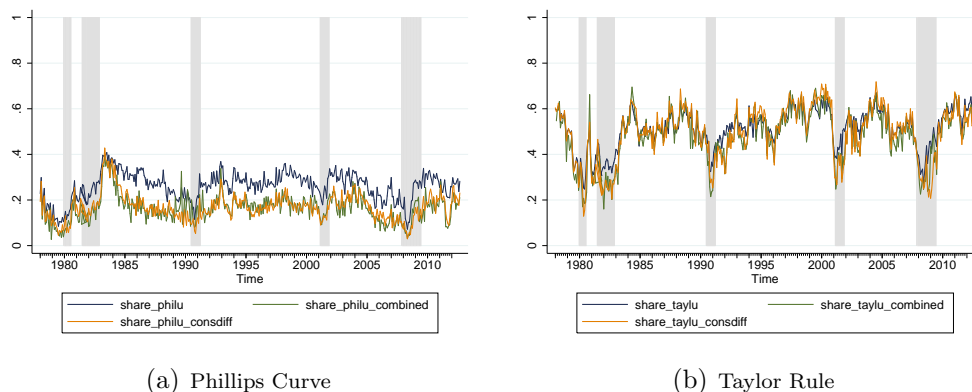 1
.8
.6
.4
.2
0
1980 1985 1990 1995 2000 2005 2010
Time
share_philu share_philu_combined
share_philu_consdiff
(a) Phillips Curve
1
.8
.6
.4
.2
0
1980 1985 1990 1995 2000 2005 2010
Time
share_taylu share_taylu_combined
share_taylu_consdiff
(b) Taylor Rule